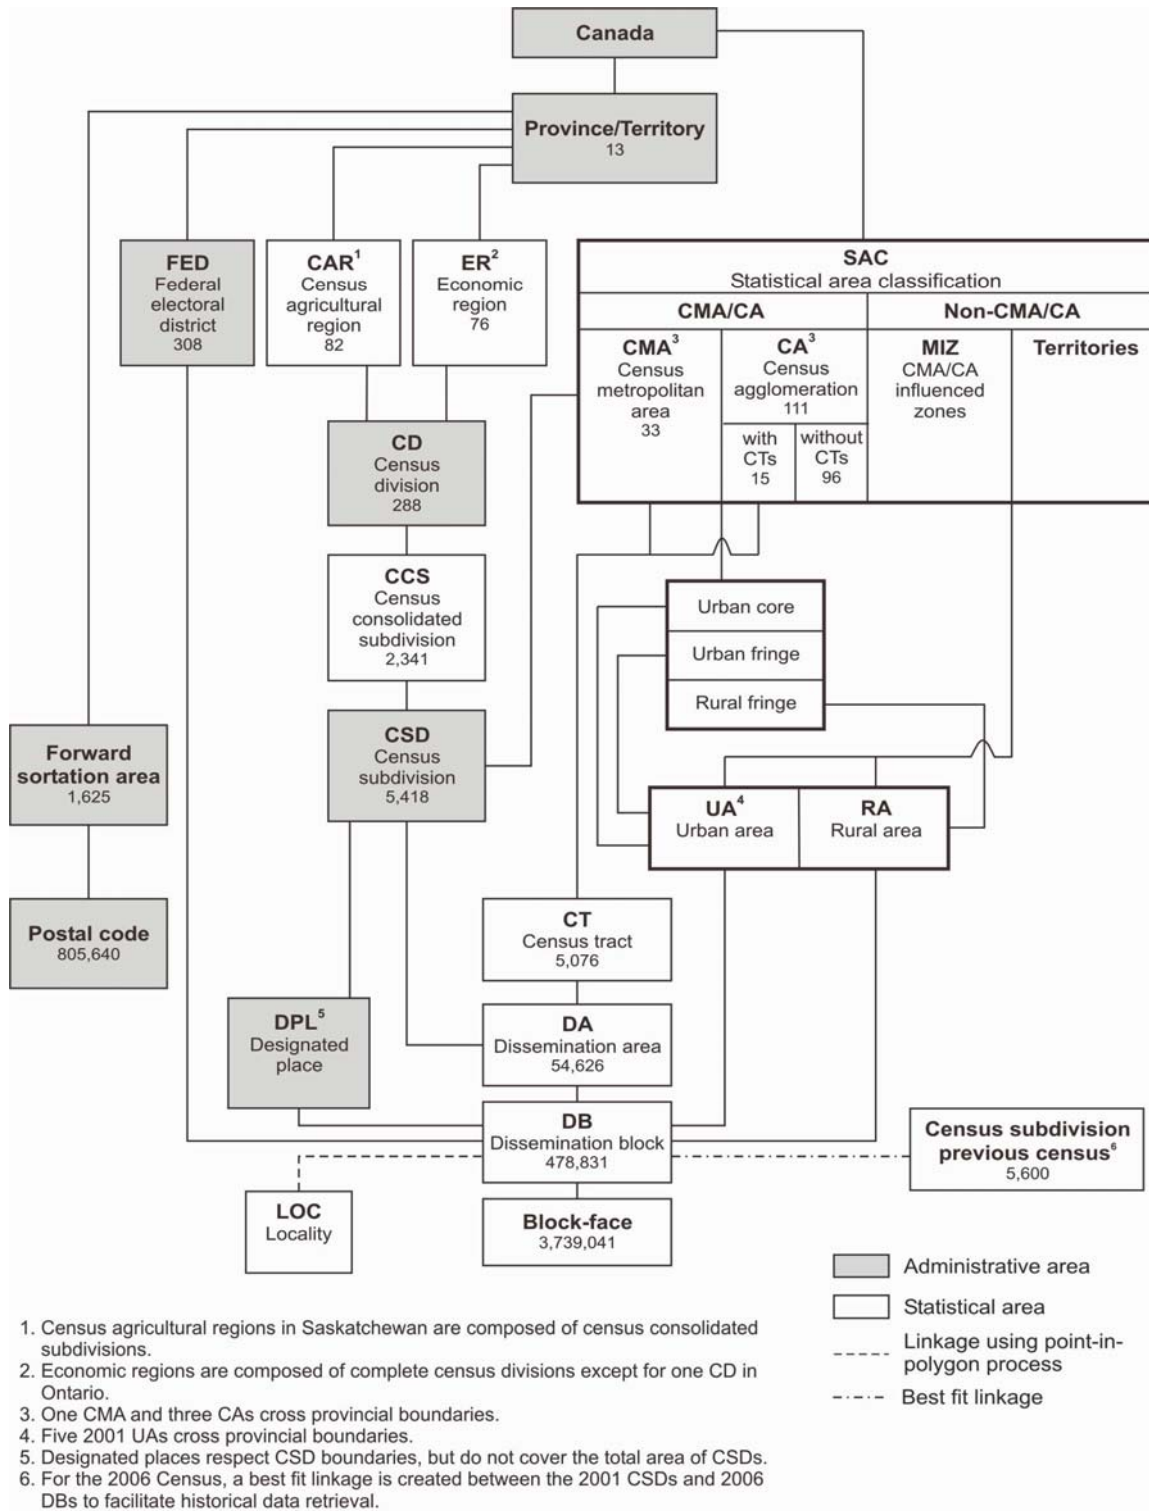 Canada
Province/Territory
13
FED
Federal
electoral
district
308
CAR1
Census
agricultural
region
82
ER2
Economic
region
76
SAC
Statistical area classification
CMA/CA
Non-CMA/CA
CMA3
Census
metropolitan
area
33
CA3
Census
agglomeration
111
with
CTs
15
without
CTs
96
MIZ
CMA/CA
influenced
zones
Territories
CD
Census
division
288
CCS
Census
consolidated
subdivision
2,341
Urban core
Urban fringe
Rural fringe
CSD
Census
subdivision
5,418
Forward
sortation area
1,625
UA4
Urban area
RA
Rural area
Postal code
805,640
CT
Census tract
5,076
DPL5
Designated
place
DA
Dissemination area
54,626
DB
Dissemination block
478,831
Census subdivision
previous census6
5,600
LOC
Locality
Block-face
3,739,041
Administrative area
Statistical area
Linkage using point-in-
polygon process
Best fit linkage
1. Census agricultural regions in Saskatchewan are composed of census consolidated
subdivisions.
2. Economic regions are composed of complete census divisions except for one CD in
Ontario.
3. One CMA and three CAs cross provincial boundaries.
4. Five 2001 UAs cross provincial boundaries.
5. Designated places respect CSD boundaries, but do not cover the total area of CSDs.
6. For the 2006 Census, a best fit linkage is created between the 2001 CSDs and 2006
DBs to facilitate historical data retrieval.